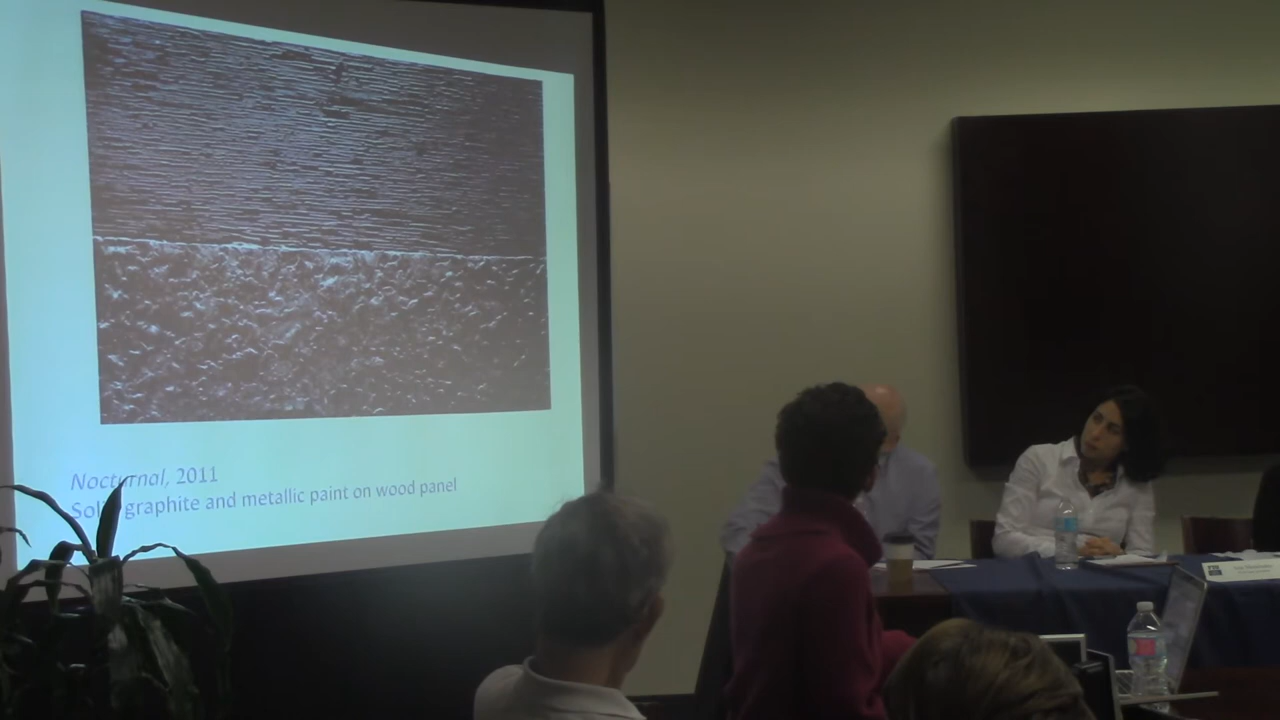 Nocturnal, 2011
graphite and metallic paint on wood panel